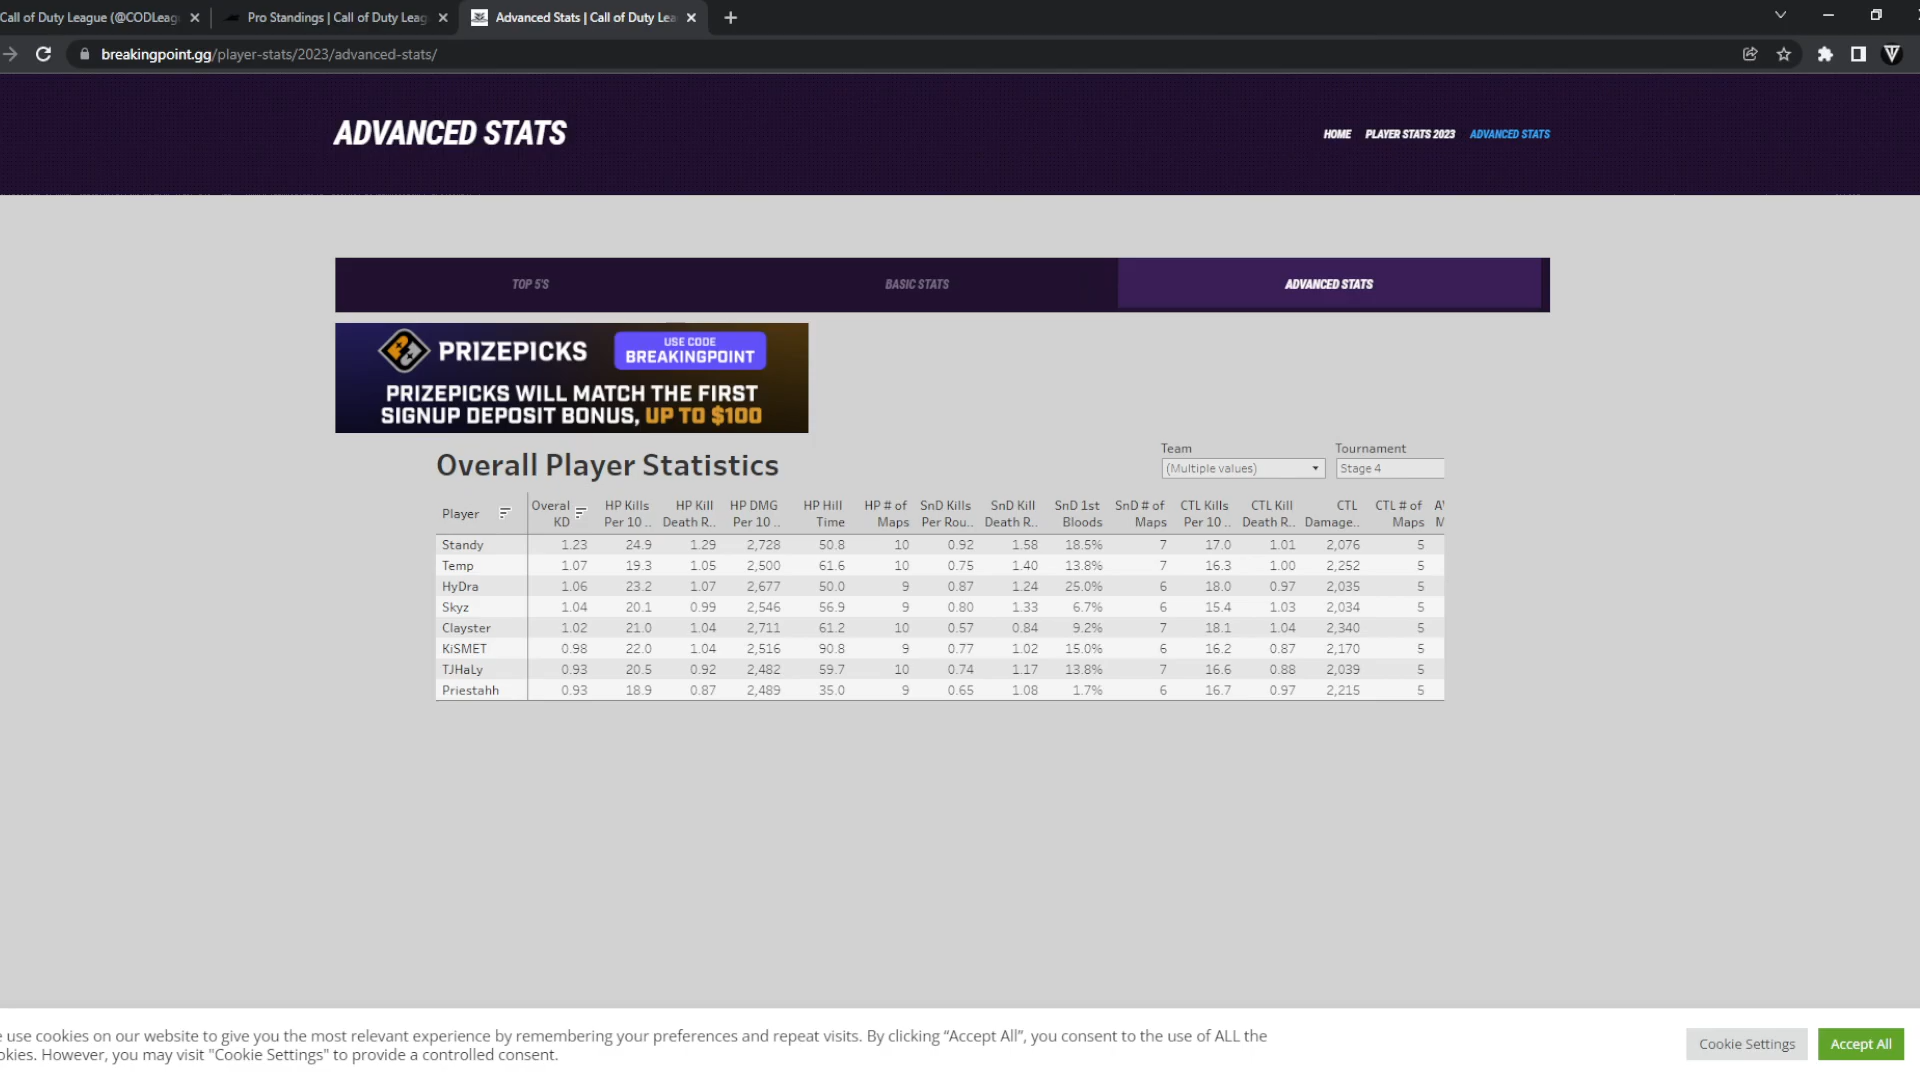 Call of Duty League (@CODLeag
Pro Standings | Call of Duty Leag
Advanced Stats | Call of Duty Lea
breakingpoint.gg/player-stats/2023/advanced-stats/
ADVANCED STATS
HOME PLAYER STATS 2023 ADVANCED STATS
TOP 5'S BASIC STATS ADVANCED STATS
PRIZEPICKS
USE CODE
BREAKINGPOINT
PRIZEPICKS WILL MATCH THE FIRST
SIGNUP DEPOSIT BONUS, UP TO $100
Overall Player Statistics
Team Tournament
(Multiple values) Stage 4
Player
Overal HP Kills HP Kill HP DMG HP Hill HP # of SnD Kills SnD Kill SnD 1st SnD # of CTL Kills CTL Kill CTL CTL # of
KD Per 10 .. Death R.. Per 10 .. Time Maps Per Rou.. Death R.. Bloods Maps Per 10 .. Death R.. Damage.. Maps
Standy 1.23 24.9 1.29 2,728 50.8 10 0.92 1.58 18.5% 7 17.0 1.01 2,076 5
Temp 1.07 19.3 1.05 2,500 61.6 10 0.75 1.40 13.8% 7 16.3 1.00 2,252 5
HyDra 1.06 23.2 1.07 2,677 50.0 9 0.87 1.24 25.0% 6 18.0 0.97 2,035 5
Skyz 1.04 20.1 0.99 2,546 56.9 9 0.80 1.33 6.7% 6 15.4 1.03 2,034 5
Clayster 1.02 21.0 1.04 2,711 61.2 10 0.57 0.84 9.2% 7 18.1 1.04 2,340 5
KiSMET 0.98 22.0 1.04 2,516 90.8 9 0.77 1.02 15.0% 6 16.2 0.87 2,170 5
TJHaLy 0.93 20.5 0.92 2,482 59.7 10 0.74 1.17 13.8% 7 16.6 0.88 2,039 5
Priestahh 0.93 18.9 0.87 2,489 35.0 9 0.65 1.08 1.7% 6 16.7 0.97 2,215 5
use cookies on our website to give you the most relevant experience by remembering your preferences and repeat visits. By clicking “Accept All”, you consent to the use of ALL the
okies. However, you may visit "Cookie Settings" to provide a controlled consent.
Cookie Settings
Accept All